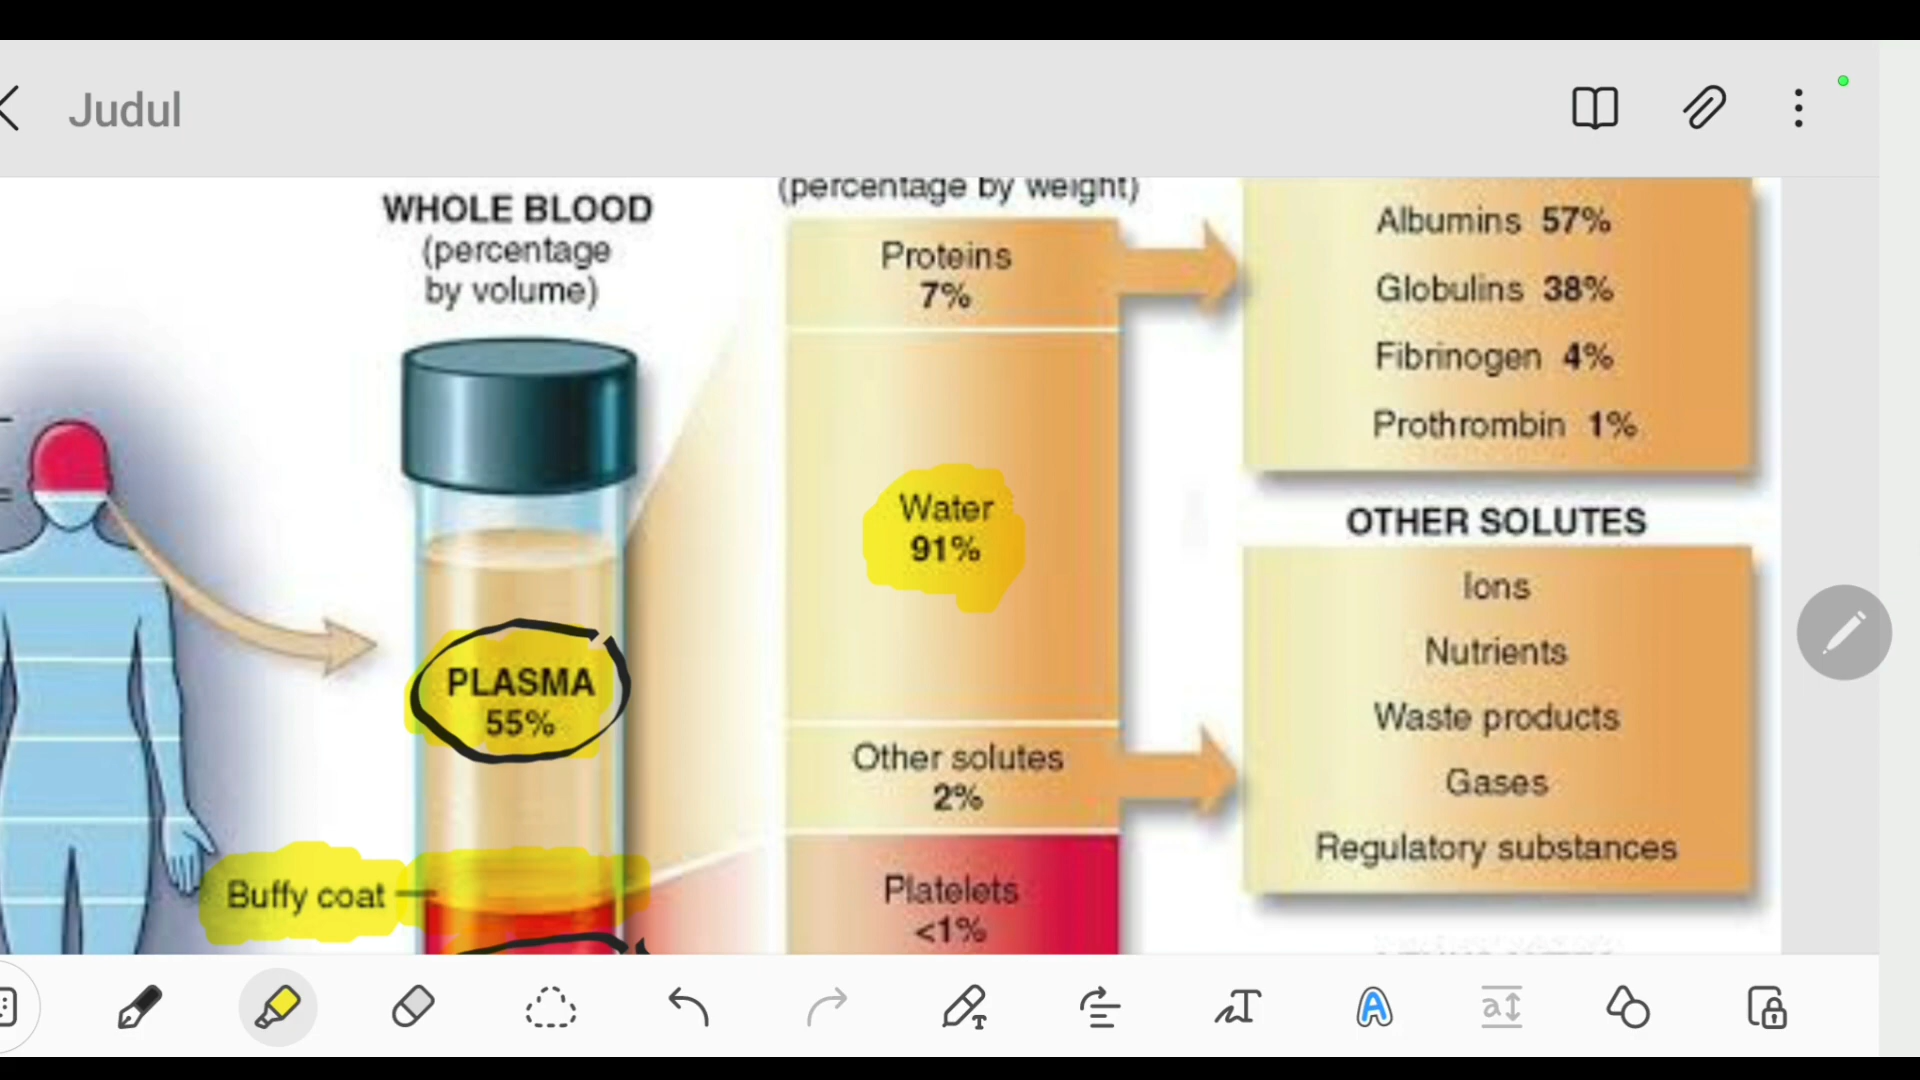 Judul
WHOLE BLOOD
(percentage
by volume)
PLASMA
55%
Buffy coat
(percentage by weight)
Proteins
7%
Water
91%
Other solutes
2%
Platelets
<1%
Albumins 57%
Globulins 38%
Fibrinogen 4%
Prothrombin 1%
OTHER SOLUTES
Ions
Nutrients
Waste products
Gases
Regulatory substances